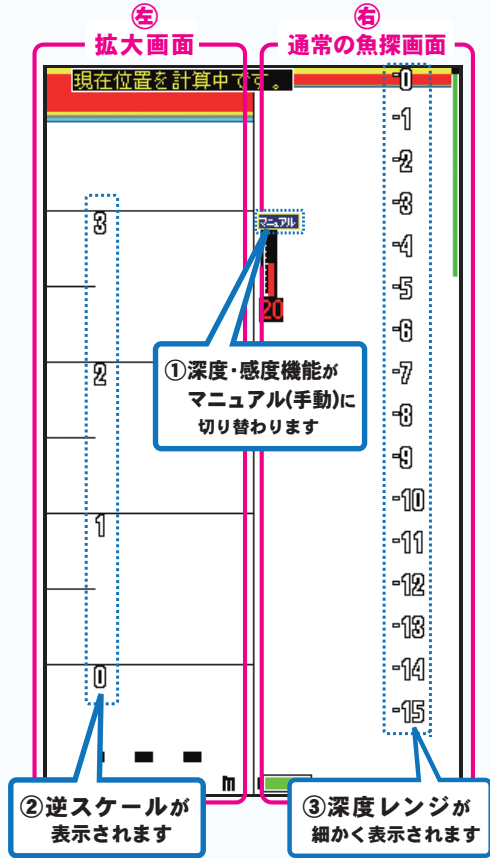 左
拡大画面
右
通常の魚探画面
現在位置を計算中です。
3
2
1
0
m
マニュアル
20
-0
-1
-2
-3
-4
-5
-6
-7
-8
-9
-10
-11
-12
-13
-14
-15
①深度・感度機能が
マニュアル(手動)に
切り替わります
②逆スケールが
表示されます
③深度レンジが
細かく表示されます